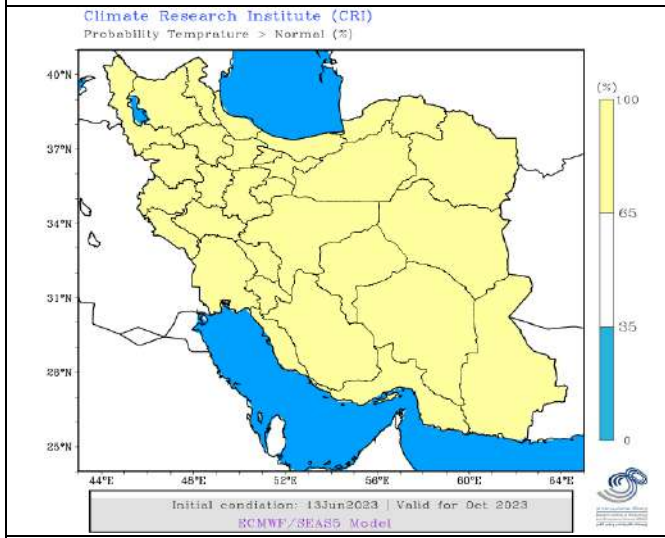 Climate Research Institute (CRI)
Probability Temprature > Normal (%)
(%)
40°N
37°N
34°N
31°N
28°N
25°N
100
65
35
0
44°E 48°E 52°E 56°E 60°E 64°E
Initial condiation: 13Jun2023 | Valid for Oct 2023
ECMWF/SEAS5 Model